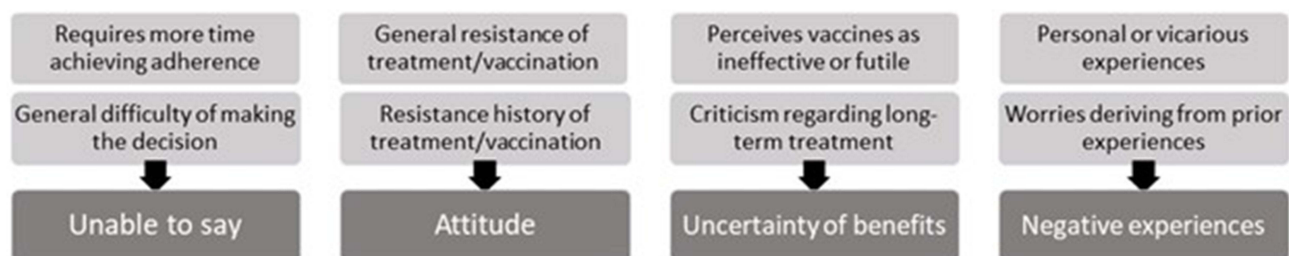 Requires more time
achieving adherence
General difficulty of making
the decision
Unable to say
General resistance of
treatment/vaccination
Resistance history of
treatment/vaccination
Attitude
Perceives vaccines as
ineffective or futile
Criticism regarding long-
term treatment
Uncertainty of benefits
Personal or vicarious
experiences
Worries deriving from prior
experiences
Negative experiences